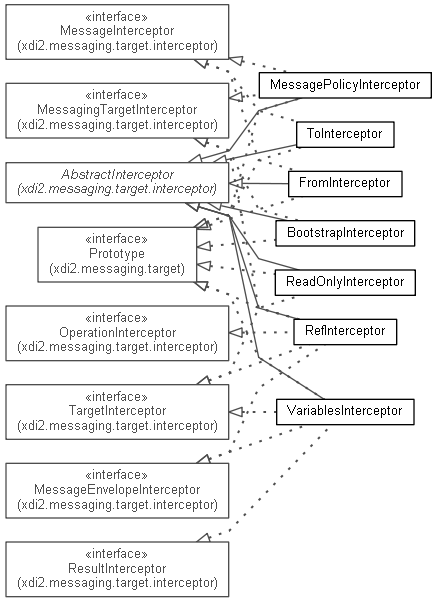 «interface»
MessageInterceptor
(xdi2.messaging.target.interceptor)
MessagePolicyInterceptor
«interface»
MessagingTargetInterceptor
(xdi2.messaging.target.interceptor)
ToInterceptor
AbstractInterceptor
(xdi2.messaging.target.interceptor)
FromInterceptor
«interface»
Prototype
(xdi2.messaging.target)
BootstrapInterceptor
ReadOnlyInterceptor
«interface»
OperationInterceptor
(xdi2.messaging.target.interceptor)
RefInterceptor
«interface»
TargetInterceptor
(xdi2.messaging.target.interceptor)
VariablesInterceptor
«interface»
MessageEnvelopeInterceptor
(xdi2.messaging.target.interceptor)
«interface»
ResultInterceptor
(xdi2.messaging.target.interceptor)